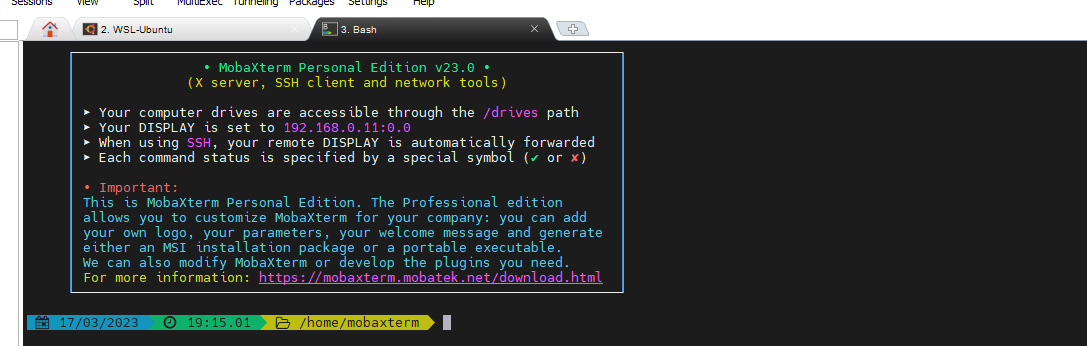 Sessions View Split MultiExec Tunneling Packages Settings Help
2. WSL-Ubuntu 3. Bash
• MobaXterm Personal Edition v23.0 •
(X server, SSH client and network tools)
➤ Your computer drives are accessible through the /drives path
➤ Your DISPLAY is set to 192.168.0.11:0.0
➤ When using SSH, your remote DISPLAY is automatically forwarded
➤ Each command status is specified by a special symbol (✔ or ✘)
• Important:
This is MobaXterm Personal Edition. The Professional edition
allows you to customize MobaXterm for your company: you can add
your own logo, your parameters, your welcome message and generate
either an MSI installation package or a portable executable.
We can also modify MobaXterm or develop the plugins you need.
For more information: https://mobaxterm.mobatek.net/download.html
17/03/2023 19:15.01 /home/mobaxterm